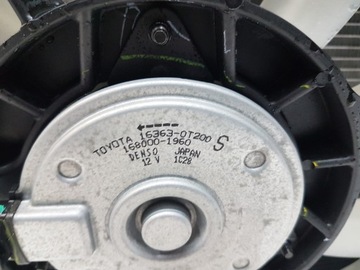 TOYOTA 16363-0T200 S
168000-1960
DENSO JAPAN
12 V 1C28